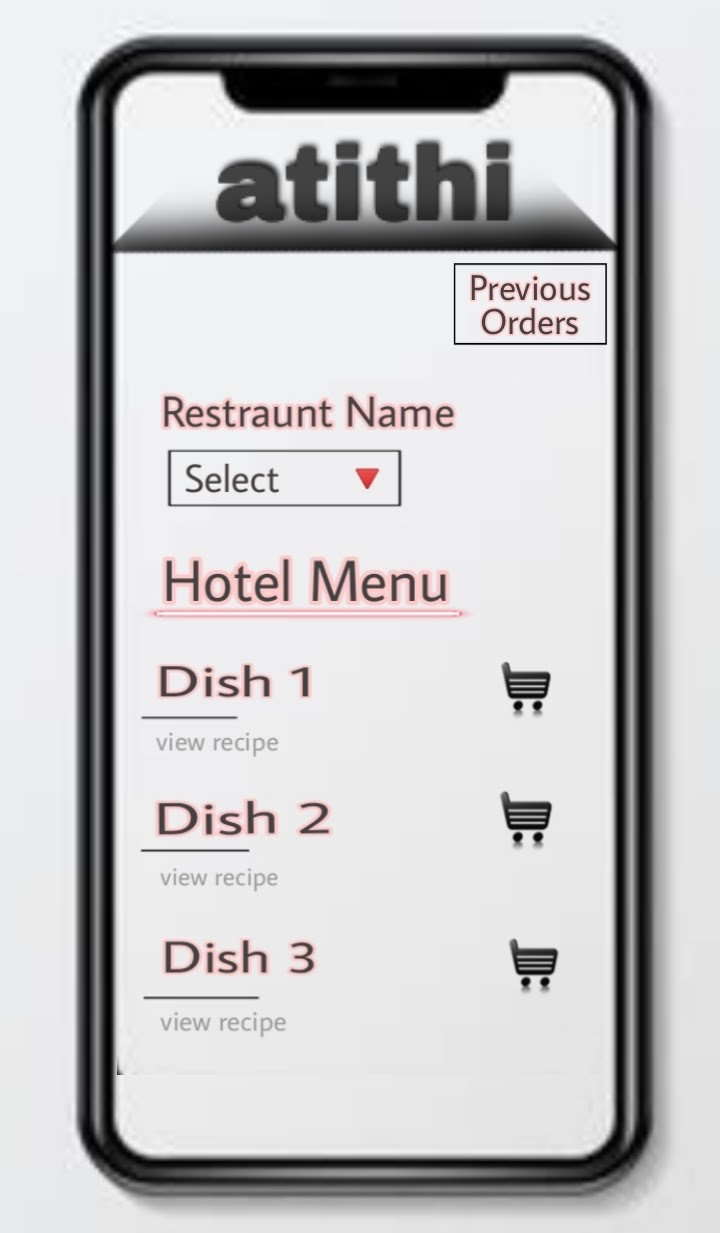 atithi
Previous
Orders
Restraunt Name
Select
Hotel Menu
Dish 1
view recipe
Dish 2
view recipe
Dish 3
view recipe